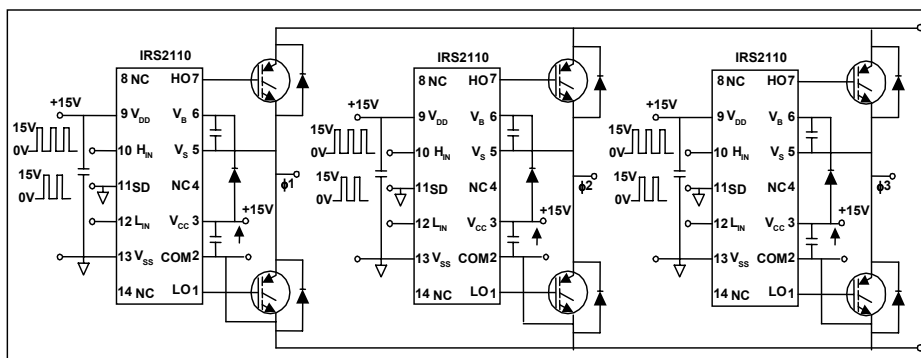 IRS2110
8 NC HO 7
+15V
9 VDD VB 6
15V
0V
10 HIN VS 5
15V
0V
11 SD NC 4
ϕ1
+15V
12 LIN VCC 3
13 VSS COM 2
14 NC LO 1
IRS2110
8 NC HO 7
+15V
9 VDD VB 6
15V
0V
10 HIN VS 5
15V
0V
11 SD NC 4
ϕ2
+15V
12 LIN VCC 3
13 VSS COM 2
14 NC LO 1
IRS2110
8 NC HO 7
+15V
9 VDD VB 6
15V
0V
10 HIN VS 5
15V
0V
11 SD NC 4
ϕ3
+15V
12 LIN VCC 3
13 VSS COM 2
14 NC LO 1